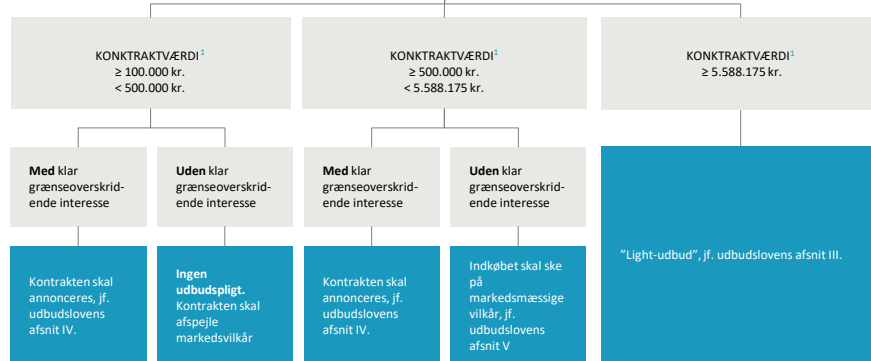 KONKTRAKTVÆRDI¹
≥ 100.000 kr.
< 500.000 kr.
KONKTRAKTVÆRDI¹
≥ 500.000 kr.
< 5.588.175 kr.
KONKTRAKTVÆRDI¹
≥ 5.588.175 kr.
Med klar
grænseoverskrid-
ende interesse
Uden klar
grænseoverskrid-
ende interesse
Med klar
grænseoverskrid-
ende interesse
Uden klar
grænseoverskrid-
ende interesse
Kontrakten skal
annonceres, jf.
udbudslovens
afsnit IV.
Ingen
udbudspligt.
Kontrakten skal
afspejle
markedsvilkår
Kontrakten skal
annonceres, jf.
udbudslovens
afsnit IV.
Indkøbet skal ske
på
markedsmæssige
vilkår, jf.
udbudslovens
afsnit V
”Light-udbud”, jf. udbudslovens afsnit III.